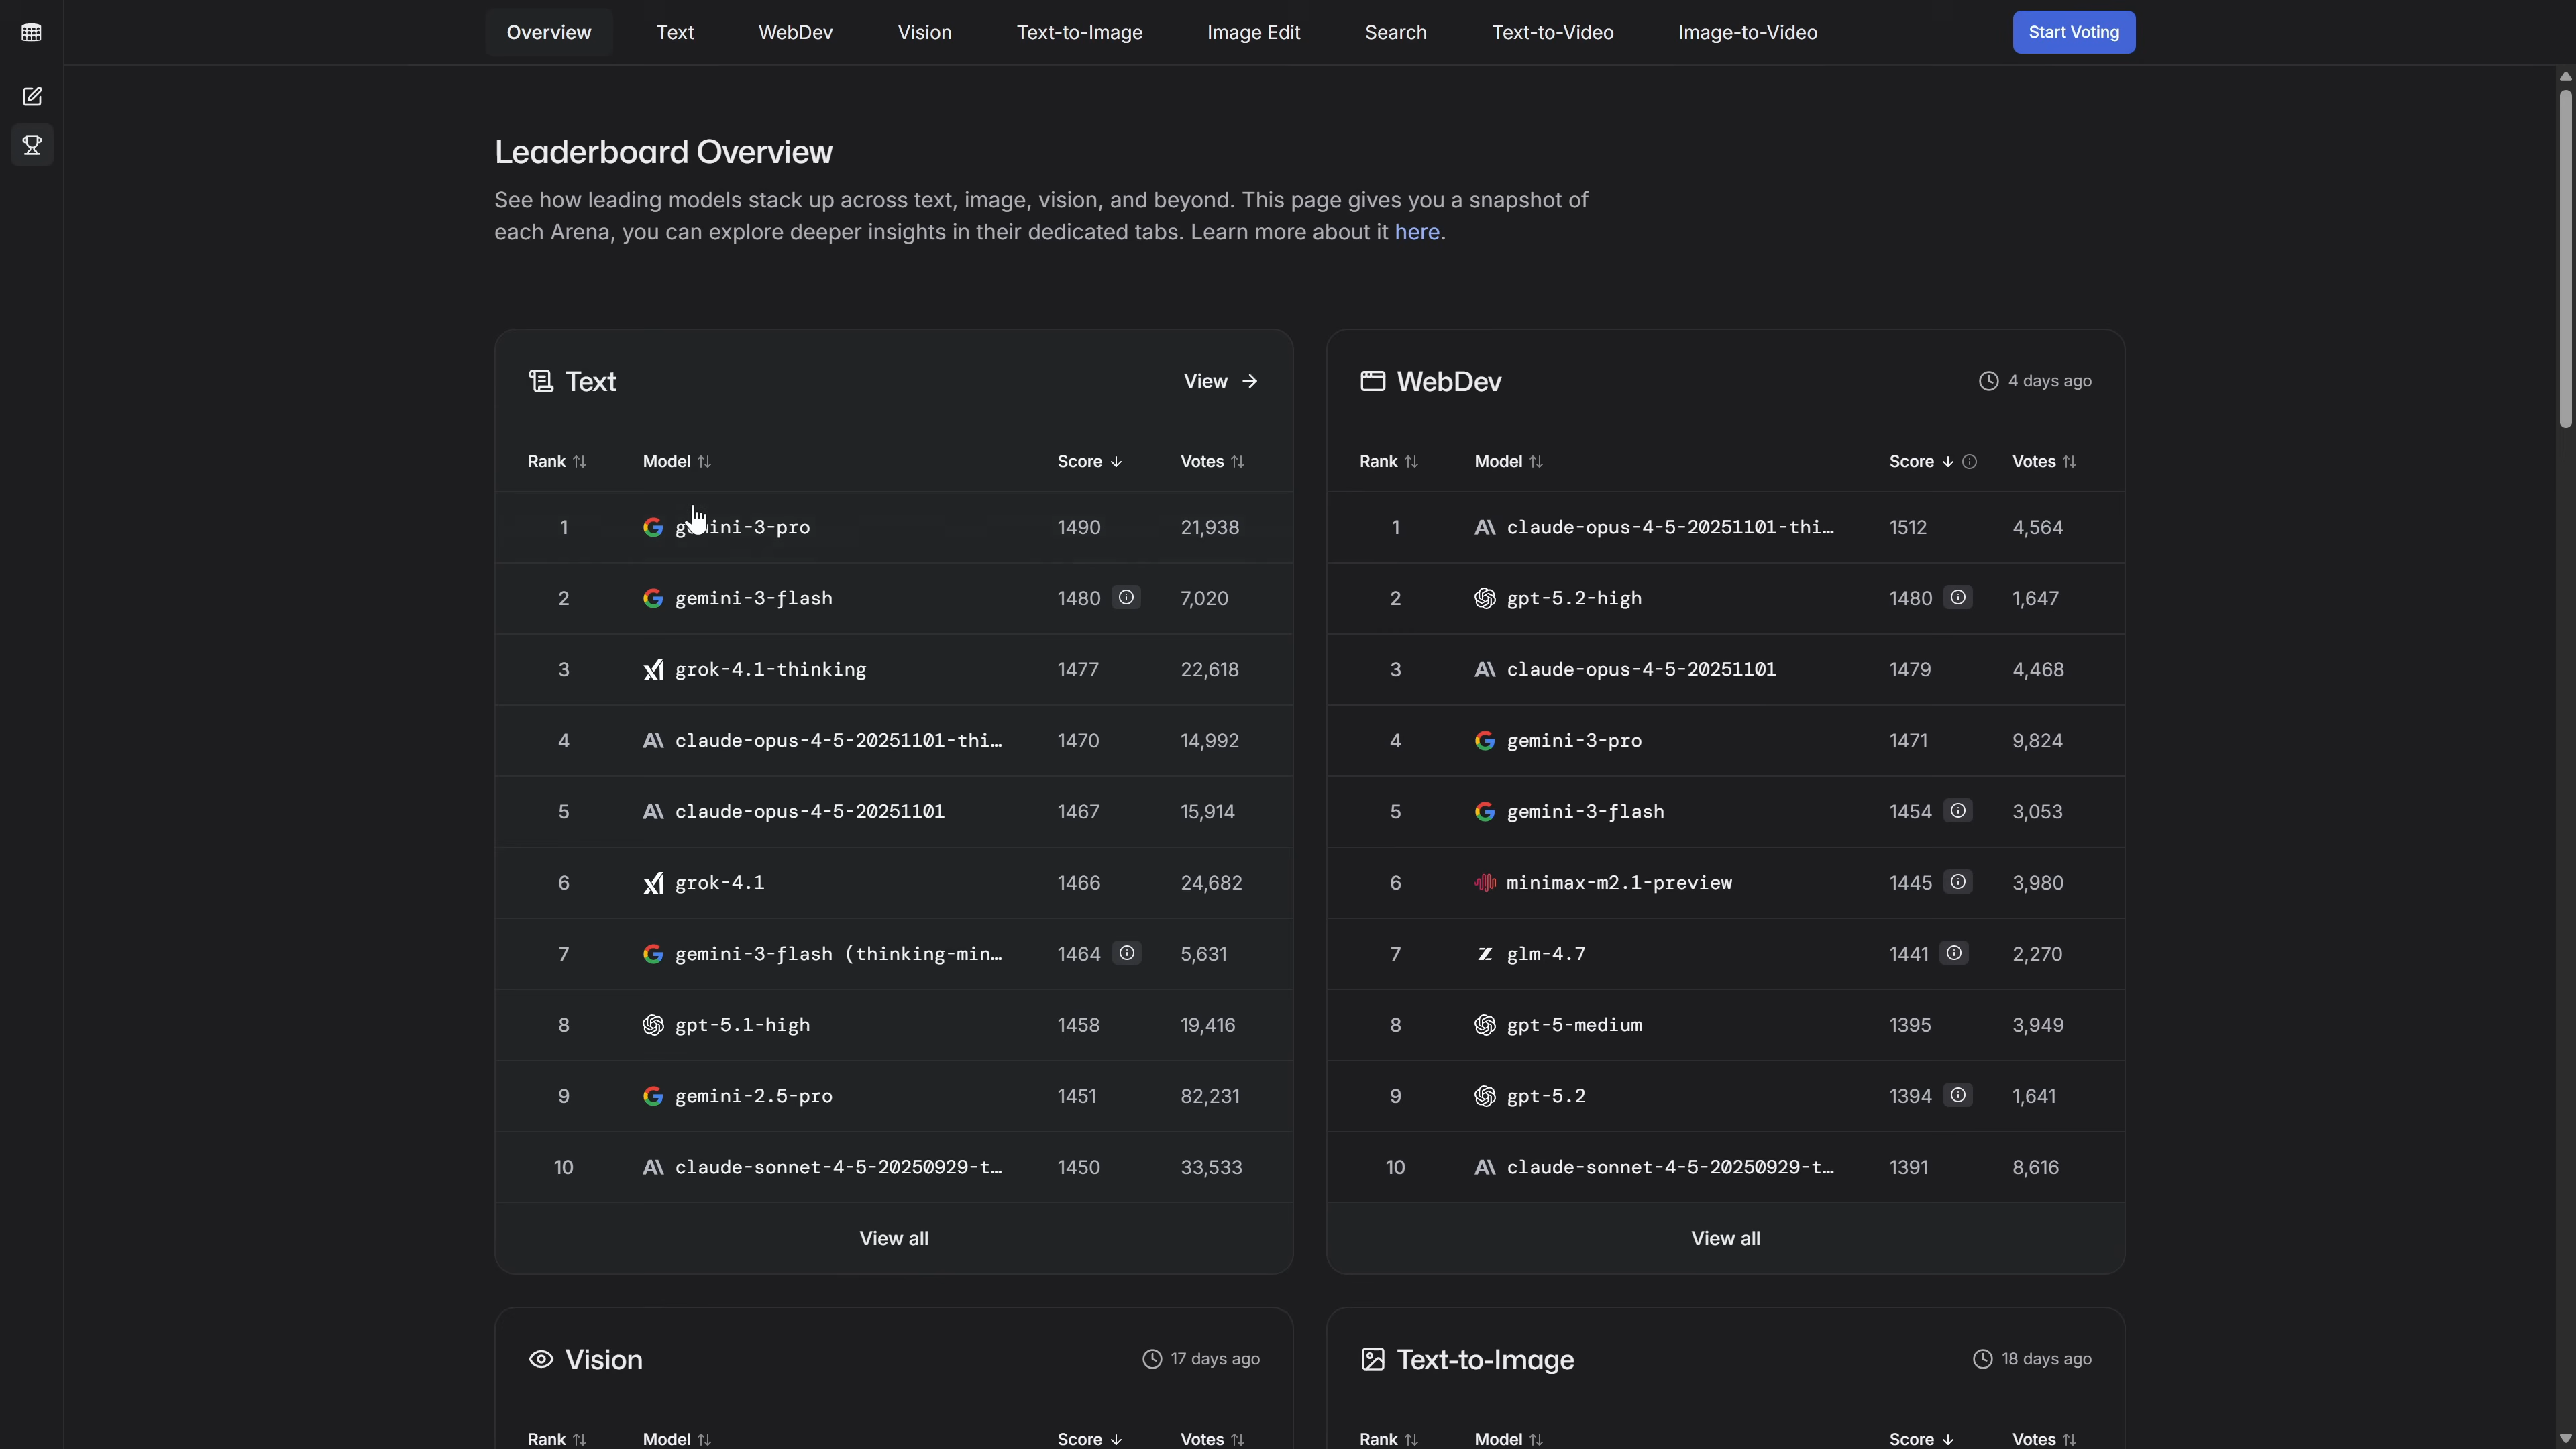 Overview Text WebDev Vision Text-to-Image Image Edit Search Text-to-Video Image-to-Video Start Voting
Leaderboard Overview
See how leading models stack up across text, image, vision, and beyond. This page gives you a snapshot of
each Arena, you can explore deeper insights in their dedicated tabs. Learn more about it here.
Text View
Rank Model Score Votes
1 gemini-3-pro 1490 21,938
2 gemini-3-flash 1480 7,020
3 grok-4.1-thinking 1477 22,618
4 claude-opus-4-5-20251101-thi… 1470 14,992
5 claude-opus-4-5-20251101 1467 15,914
6 grok-4.1 1466 24,682
7 gemini-3-flash (thinking-min… 1464 5,631
8 gpt-5.1-high 1458 19,416
9 gemini-2.5-pro 1451 82,231
10 claude-sonnet-4-5-20250929-t… 1450 33,533
View all
WebDev 4 days ago
Rank Model Score Votes
1 claude-opus-4-5-20251101-thi… 1512 4,564
2 gpt-5.2-high 1480 1,647
3 claude-opus-4-5-20251101 1479 4,468
4 gemini-3-pro 1471 9,824
5 gemini-3-flash 1454 3,053
6 minimax-m2.1-preview 1445 3,980
7 glm-4.7 1441 2,270
8 gpt-5-medium 1395 3,949
9 gpt-5.2 1394 1,641
10 claude-sonnet-4-5-20250929-t… 1391 8,616
View all
Vision 17 days ago
Rank Model Score Votes
Text-to-Image 18 days ago
Rank Model Score Votes